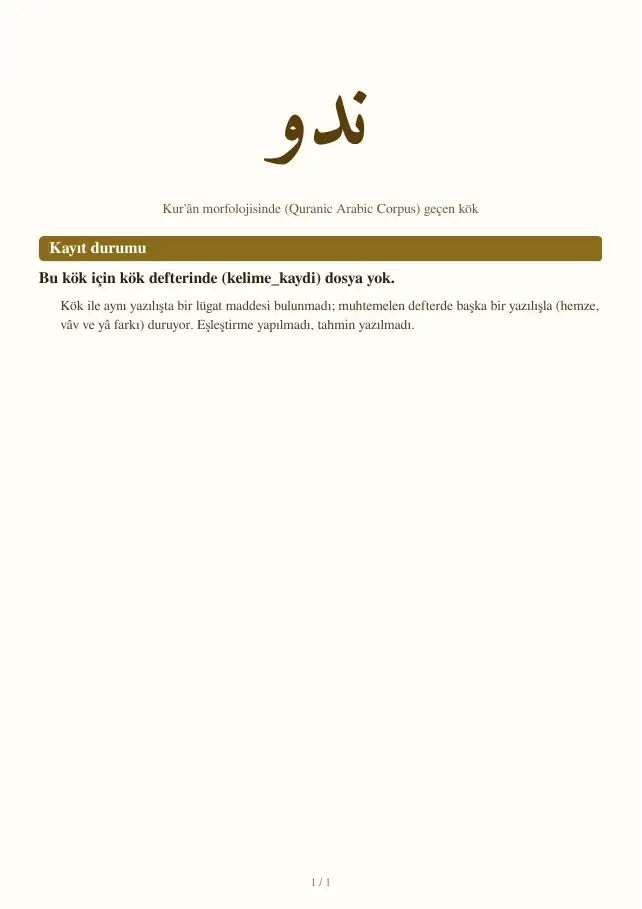 ندو
Kur'ân morfolojisinde (Quranic Arabic Corpus) geçen kök
Kayıt durumu
Bu kök için kök defterinde (kelime_kaydi) dosya yok.
Kök ile aynı yazılışta bir lügat maddesi bulunmadı; muhtemelen defterde başka bir yazılışla (hemze,
vâv ve yâ farkı) duruyor. Eşleştirme yapılmadı, tahmin yazılmadı.
1 / 1